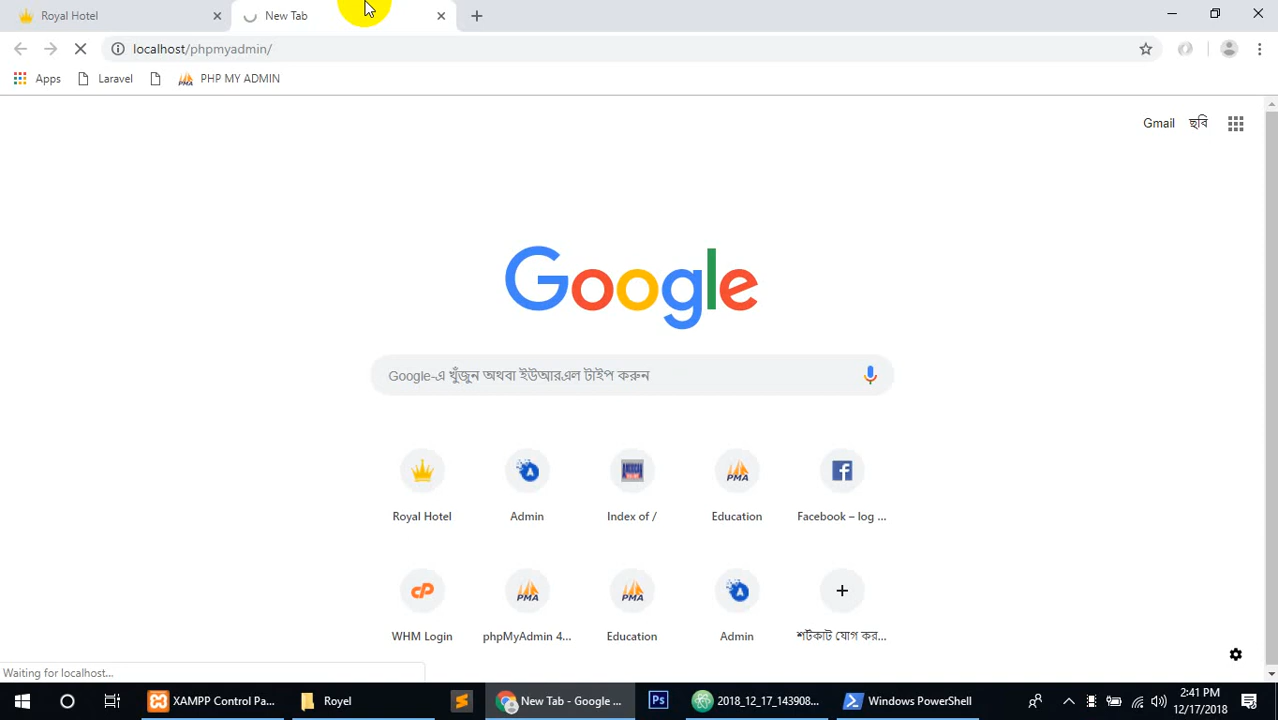 Royal Hotel
New Tab
localhost/phpmyadmin/
Apps
Laravel
PHP MY ADMIN
Gmail
ছবি
Google
Google-এ খুঁজুন অথবা ইউআরএল টাইপ করুন
Royal Hotel
Admin
Index of /
Education
Facebook – log ...
WHM Login
phpMyAdmin 4...
Education
Admin
শর্টকাট যোগ কর...
Waiting for localhost...
XAMPP Control Pa...
Royel
New Tab - Google ...
Ps
2018_12_17_143908...
Windows PowerShell
2:41 PM
12/17/2018